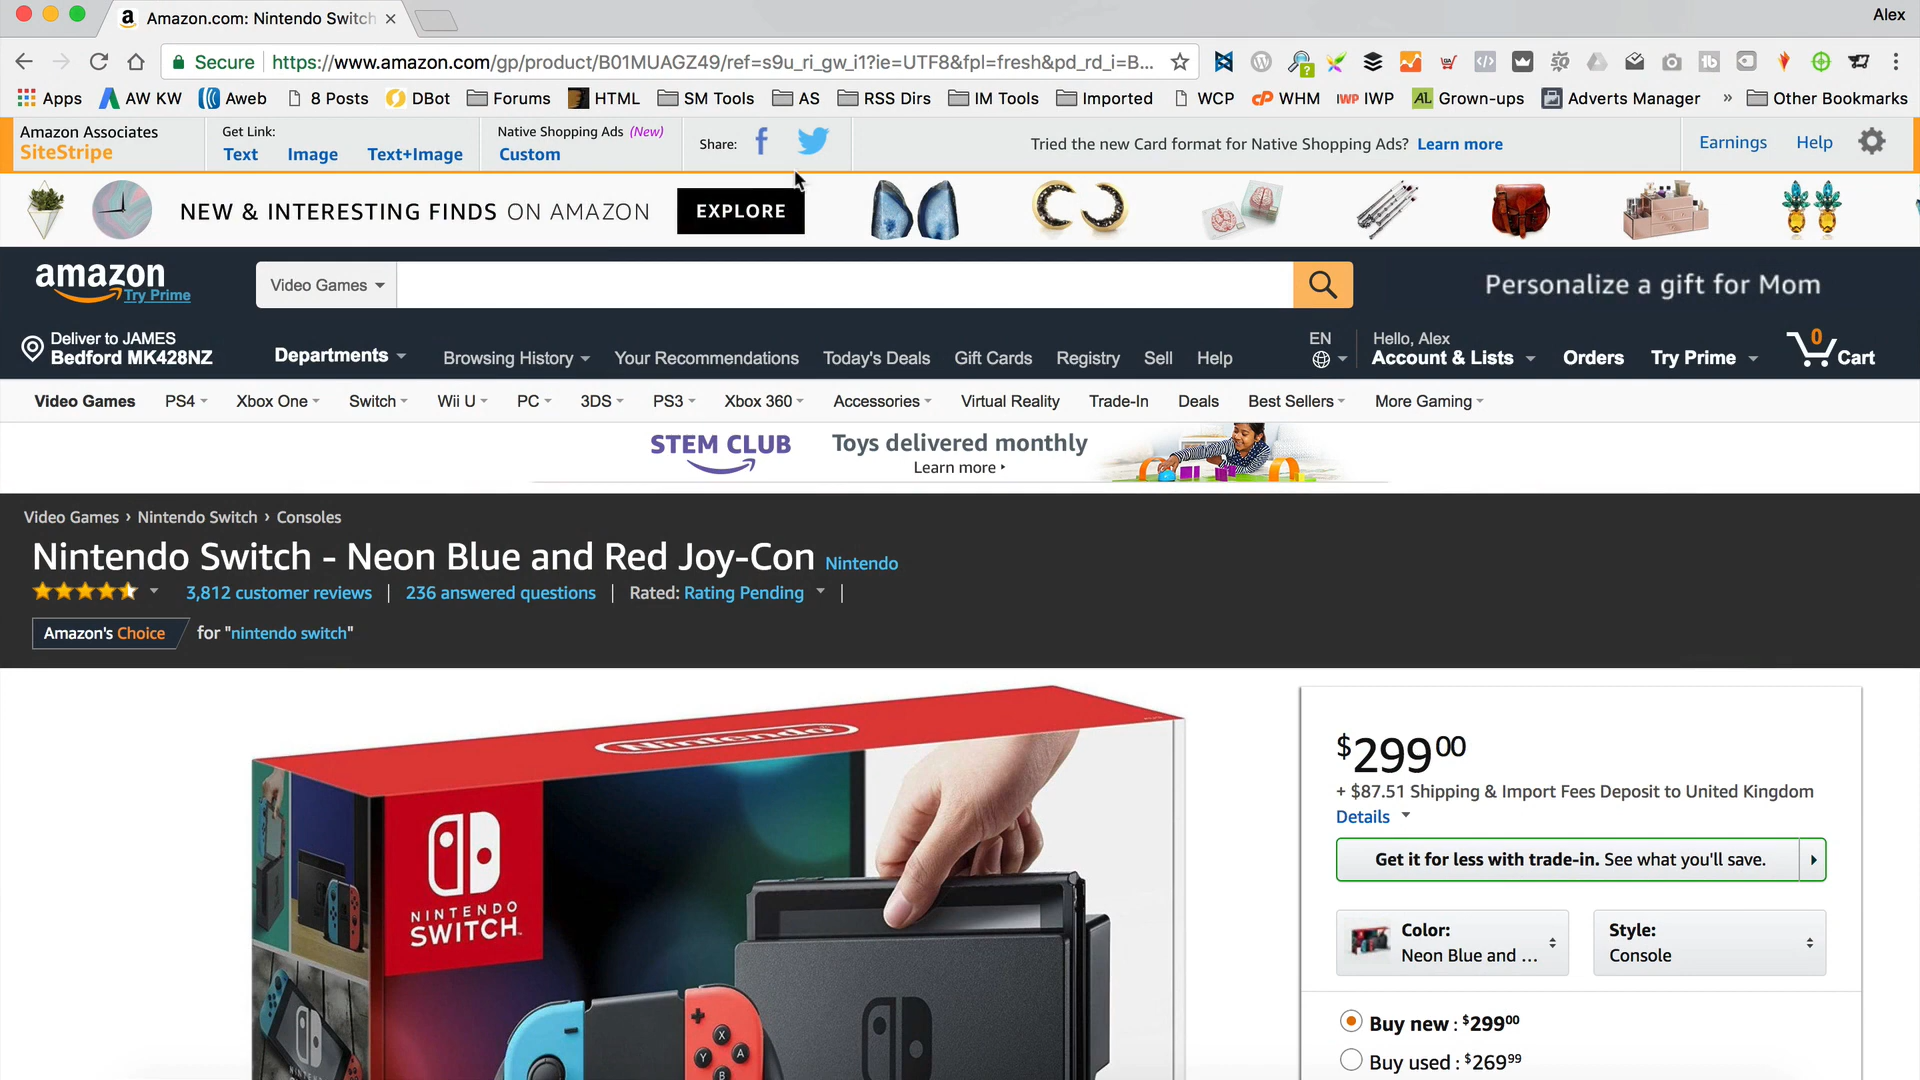 Amazon.com: Nintendo Switch
Alex
Secure https://www.amazon.com/gp/product/B01MUAGZ49/ref=s9u_ri_gw_i1?ie=UTF8&fpl=fresh&pd_rd_i=B...
Apps AW KW Aweb 8 Posts DBot Forums HTML SM Tools AS RSS Dirs IM Tools Imported WCP WHM IWP IWP Grown-ups Adverts Manager » Other Bookmarks
Amazon Associates
SiteStripe
Get Link:
Text Image Text+Image
Native Shopping Ads (New)
Custom
Share:
Tried the new Card format for Native Shopping Ads? Learn more
Earnings Help
NEW & INTERESTING FINDS ON AMAZON EXPLORE
amazon
Try Prime
Video Games
Personalize a gift for Mom
Deliver to JAMES
Bedford MK428NZ
Departments Browsing History Your Recommendations Today's Deals Gift Cards Registry Sell Help
EN
Hello, Alex
Account & Lists Orders Try Prime 0 Cart
Video Games PS4 Xbox One Switch Wii U PC 3DS PS3 Xbox 360 Accessories Virtual Reality Trade-In Deals Best Sellers More Gaming
STEM CLUB Toys delivered monthly
Learn more
Video Games › Nintendo Switch › Consoles
Nintendo Switch - Neon Blue and Red Joy-Con Nintendo
3,812 customer reviews | 236 answered questions | Rated: Rating Pending |
Amazon's Choice for "nintendo switch"
Nintendo
NINTENDO
SWITCH
X
Y A
B
$299.00
+ $87.51 Shipping & Import Fees Deposit to United Kingdom
Details
Get it for less with trade-in. See what you'll save.
Color:
Neon Blue and ...
Style:
Console
Buy new : $299.00
Buy used : $269.99